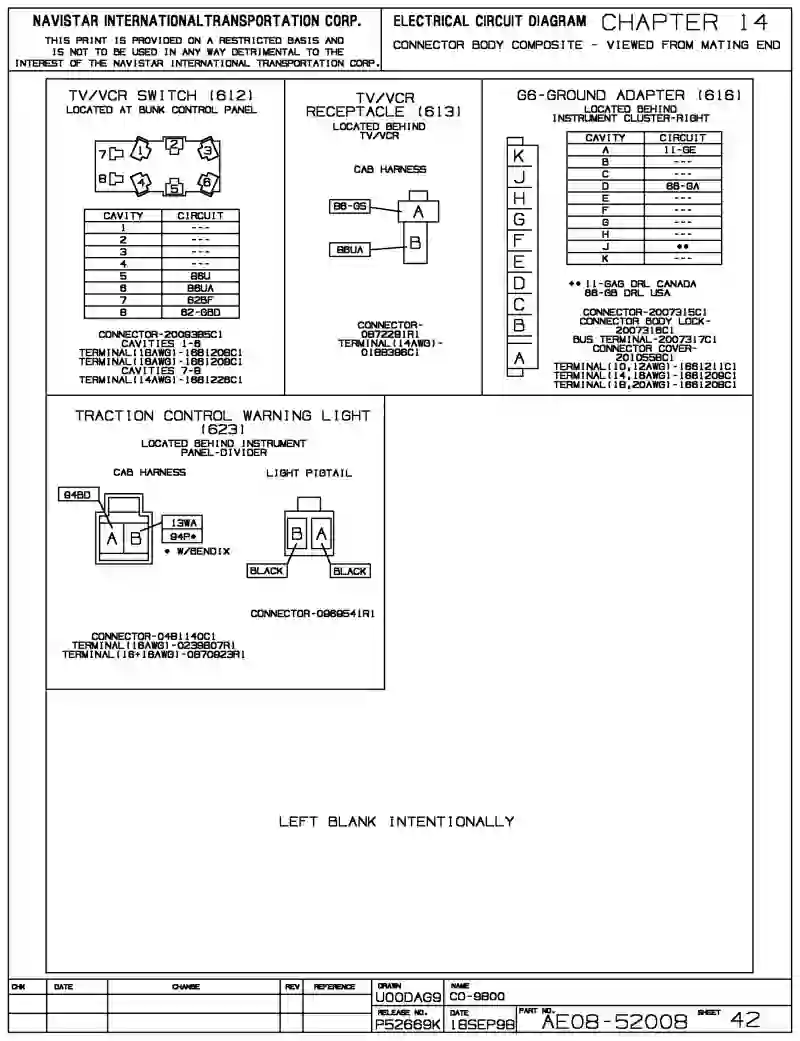 NAVISTAR INTERNATIONAL TRANSPORTATION CORP.
THIS PRINT IS PROVIDED ON A RESTRICTED BASIS AND
IS NOT TO BE USED IN ANY WAY DETRIMENTAL TO THE
INTEREST OF THE NAVISTAR INTERNATIONAL TRANSPORTATION CORP.
ELECTRICAL CIRCUIT DIAGRAM CHAPTER 14
CONNECTOR BODY COMPOSITE - VIEWED FROM MATING END
TV/VCR SWITCH (612)
LOCATED AT BUNK CONTROL PANEL
7 1 2 3
8 4 5 6
CAVITY CIRCUIT
1 ---
2 ---
3 ---
4 ---
5 86U
6 86UA
7 62BF
8 62-GBD
CONNECTOR-2009385C1
CAVITIES 1-6
TERMINAL(18AWG)-1661208C1
TERMINAL(16AWG)-1661209C1
CAVITIES 7-8
TERMINAL(14AWG)-1661226C1
TV/VCR
RECEPTACLE (613)
LOCATED BEHIND
TV/VCR
CAB HARNESS
86-GS
A
86UA
B
CONNECTOR-
0872281R1
TERMINAL(14AWG)-
0188396C1
G6-GROUND ADAPTER (616)
LOCATED BEHIND
INSTRUMENT CLUSTER-RIGHT
K
J
H
G
F
E
D
C
B
A
CAVITY CIRCUIT
A 11-GE
B ---
C ---
D 66-GA
E ---
F ---
G ---
H ---
J **
K ---
** 11-GAG DRL CANADA
66-GB DRL USA
CONNECTOR-2007315C1
CONNECTOR BODY LOCK-
2007316C1
BUS TERMINAL-2007317C1
CONNECTOR COVER-
2010558C1
TERMINAL(10,12AWG)-1661211C1
TERMINAL(14,16AWG)-1661209C1
TERMINAL(18,20AWG)-1661208C1
TRACTION CONTROL WARNING LIGHT
(623)
LOCATED BEHIND INSTRUMENT
PANEL-DIVIDER
CAB HARNESS
LIGHT PIGTAIL
94BD
A B
13WA
94P*
* W/BENDIX
B A
BLACK
BLACK
CONNECTOR-0969541R1
CONNECTOR-0481140C1
TERMINAL(18AWG)-0239807R1
TERMINAL(18+18AWG)-0870923R1
LEFT BLANK INTENTIONALLY
CHK DATE CHANGE REV REFERENCE
DRAWN
U00DAG9
NAME
CO-9800
RELEASE NO.
P52669K
DATE
18SEP98
PART NO.
AE08-52008
SHEET 42